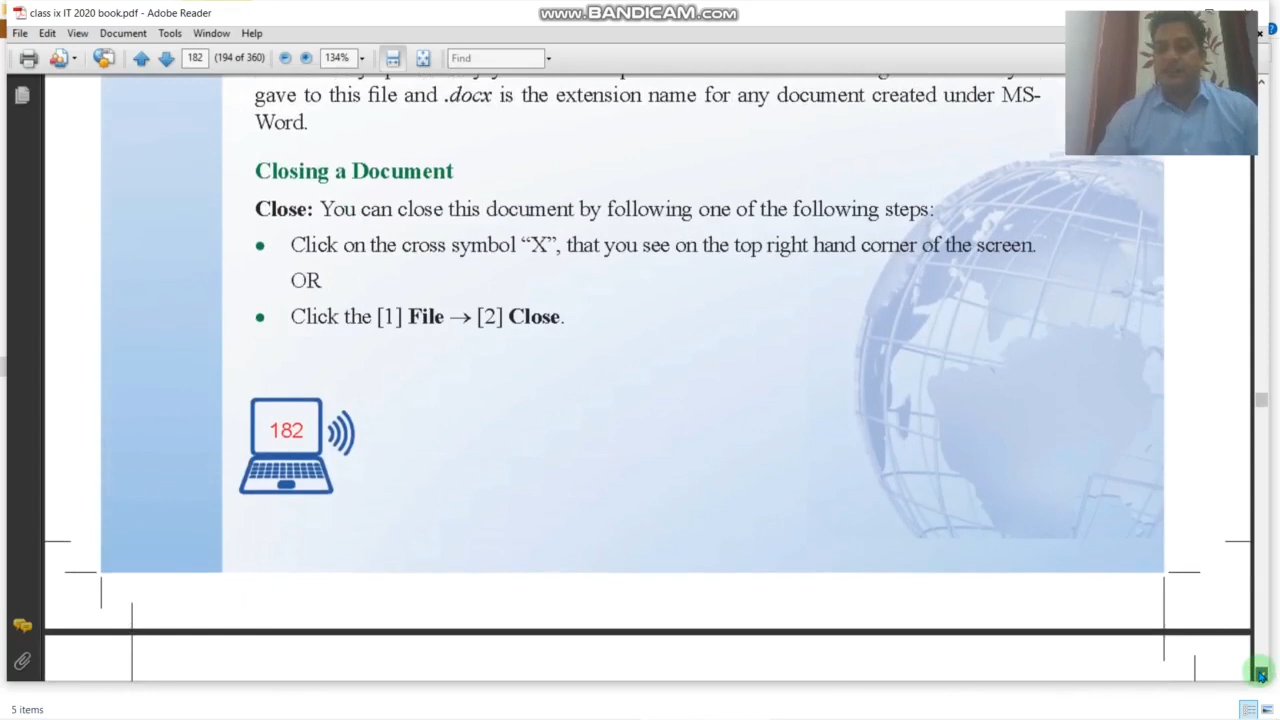 class ix IT 2020 book.pdf - Adobe Reader
www.BANDICAM.com
File Edit View Document Tools Window Help
182 (194 of 360) 134% Find
gave to this file and .docx is the extension name for any document created under MS-
Word.
Closing a Document
Close: You can close this document by following one of the following steps:
• Click on the cross symbol “X”, that you see on the top right hand corner of the screen.
OR
• Click the [1] File → [2] Close.
182
5 items